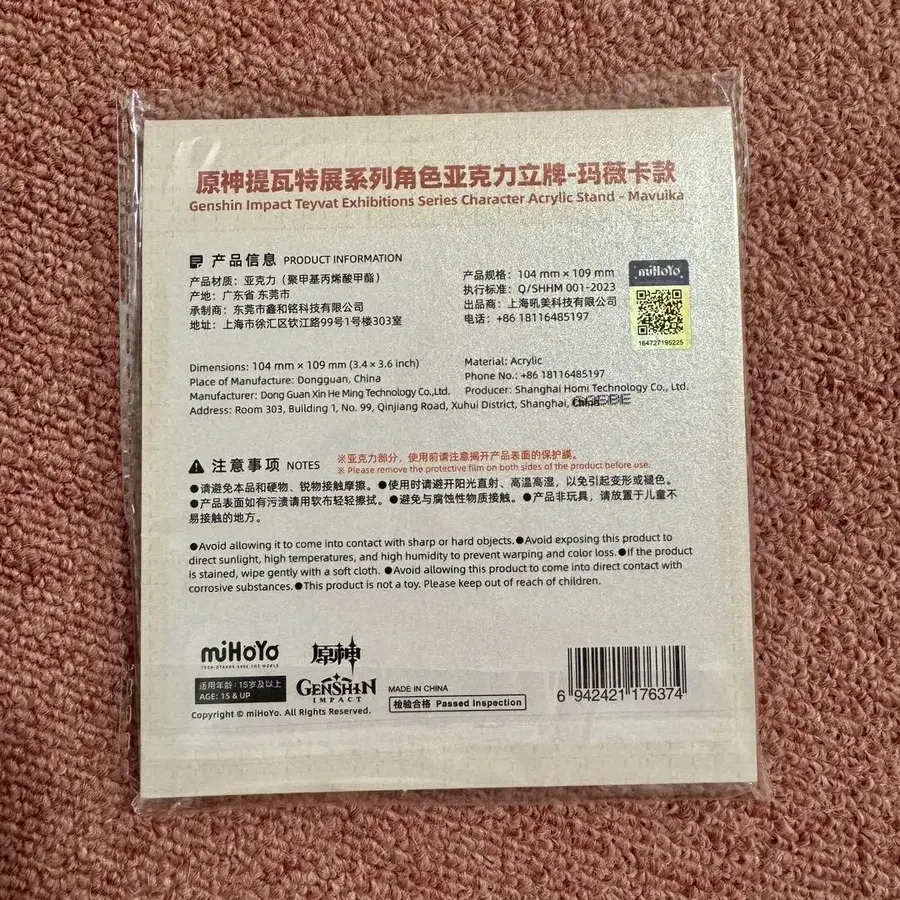 原神提瓦特展系列角色亚克力立牌-玛薇卡款
Genshin Impact Teyvat Exhibitions Series Character Acrylic Stand - Mavuika
产品信息 PRODUCT INFORMATION
产品材质：亚克力（聚甲基丙烯酸甲酯）
产地：广东省 东莞市
承制商：东莞市鑫和铭科技有限公司
地址：上海市徐汇区钦江路99号1号楼303室
产品规格：104 mm × 109 mm
执行标准：Q/SHHM 001-2023
出品商：上海吼美科技有限公司
电话：+86 18116485197
miHoYo
164727195225
Dimensions: 104 mm × 109 mm (3.4 × 3.6 inch)
Place of Manufacture: Dongguan, China
Manufacturer: Dong Guan Xin He Ming Technology Co.,Ltd.
Material: Acrylic
Phone No.: +86 18116485197
Producer: Shanghai Homi Technology Co., Ltd.
Address: Room 303, Building 1, No. 99, Qinjiang Road, Xuhui District, Shanghai, China
注意事项 NOTES
※亚克力部分，使用前请注意揭开产品表面的保护膜。
※ Please remove the protective film on both sides of the product before use.
●请避免本品和硬物、锐物接触摩擦。●使用时请避开阳光直射、高温高湿，以免引起变形或褪色。
●产品表面如有污渍请用软布轻轻擦拭。●避免与腐蚀性物质接触。●产品非玩具，请放置于儿童不
易接触的地方。
●Avoid allowing it to come into contact with sharp or hard objects.●Avoid exposing this product to
direct sunlight, high temperatures, and high humidity to prevent warping and color loss.●If the product
is stained, wipe gently with a soft cloth. ●Avoid allowing this product to come into direct contact with
corrosive substances.●This product is not a toy. Please keep out of reach of children.
miHoYo
TECH OTAKUS SAVE THE WORLD
适用年龄：15岁及以上
AGE: 15 & UP
原神
GENSHIN
IMPACT
MADE IN CHINA
检验合格 Passed Inspection
Copyright © miHoYo. All Rights Reserved.
6 942421 176374